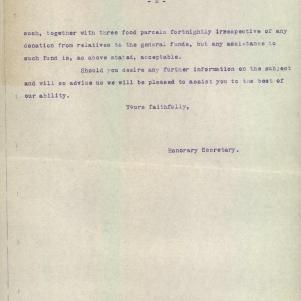 - 2 -
such, together with three food parcels fortnightly irrespective of any
donation from relatives to the general funds, but any assistance to
such fund is, as above stated, acceptable.
Should you desire any further information on the subject
and will so advise us we will be pleased to assist you to the best of
our ability.
Yours faithfully,
Honorary Secretary.